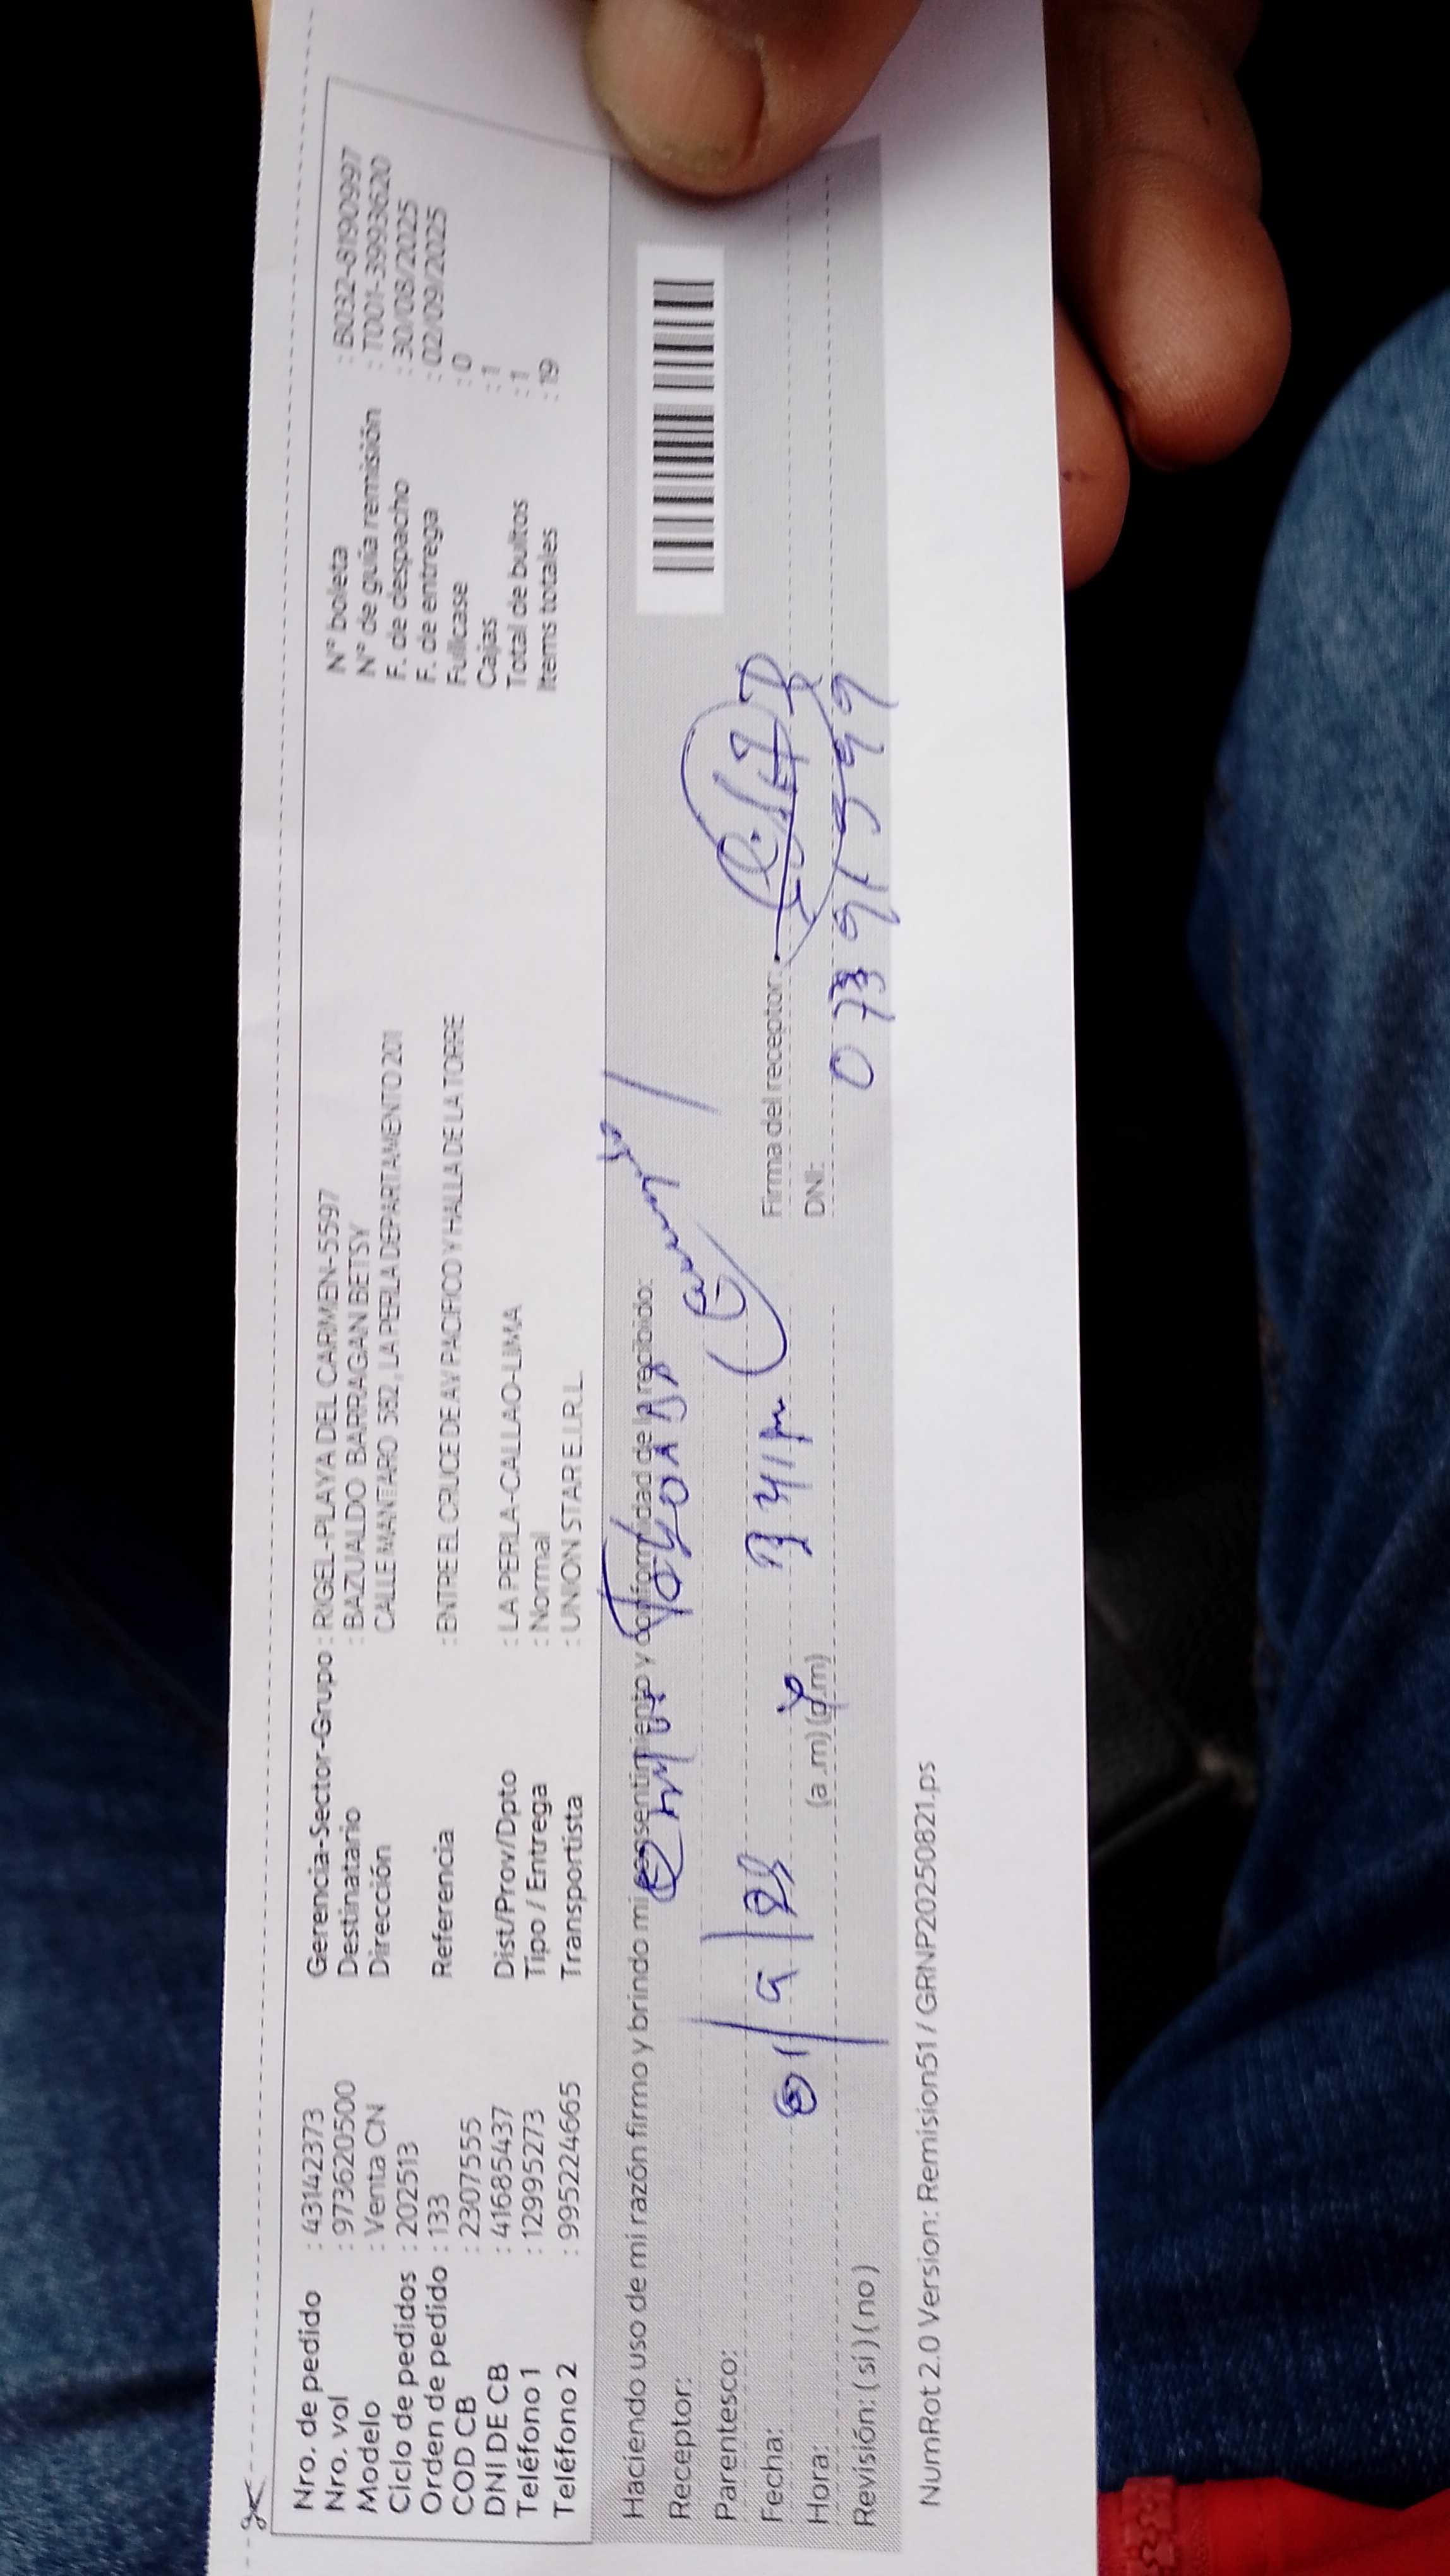 Nro. de pedido : 43142373
Nro. vol : 973620500
Modelo : Venta CN
Ciclo de pedidos : 202513
Orden de pedido : 133
COD CB : 2307555
DNI DE CB : 41685437
Teléfono 1 : 12995273
Teléfono 2 : 995224665
Gerencia-Sector-Grupo : RIGEL-PLAYA DEL CARMEN-5597
Destinatario : BAZUALDO BARRAGAN BETSY
Dirección CALLE MANTARO 582, LA PERLA DEPARTAMENTO 201
Referencia : ENTRE EL CRUCE DE AV PACIFICO Y HALLA DE LA TORRE
Dist/Prov/Dpto : LA PERLA-CALLAO-LIMA
Tipo / Entrega : Normal
Transportista : UNION STAR E.I.R.L.
N° boleta : B032-8190997
N° de guía remisión : T001-39993620
F. de despacho : 30/08/2025
F. de entrega : 02/09/2025
Fullcase : 0
Cajas : 1
Total de bultos : 1
Items totales : 19
Haciendo uso de mi razón firmo y brindo mi consentimiento y conformidad de la recibido:
Receptor:
Parentesco:
Fecha:
Hora: (a .m) (p.m)
Revisión: ( si ) ( no )
Firma del receptor:
DNI:
NumRot 2.0 Version: Remision51 / GRNP20250821.ps